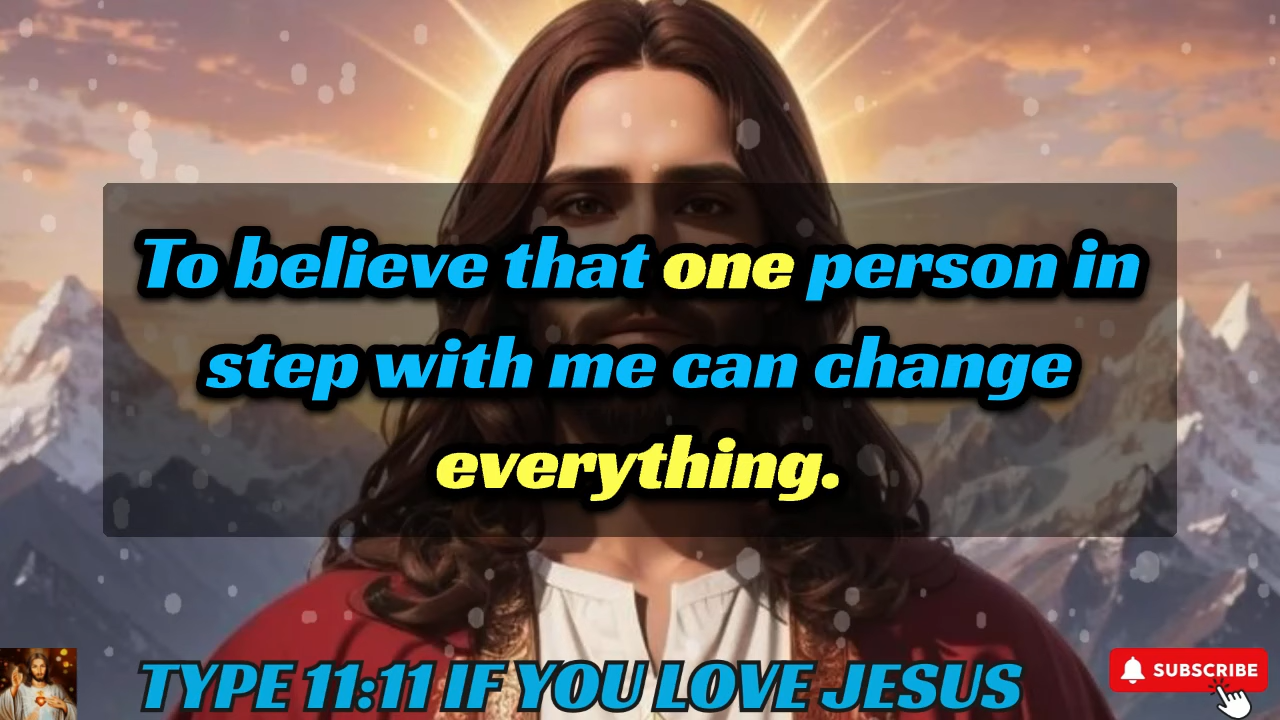 To believe that one person in
step with me can change
everything.
TYPE 11:11 IF YOU LOVE JESUS
SUBSCRIBE